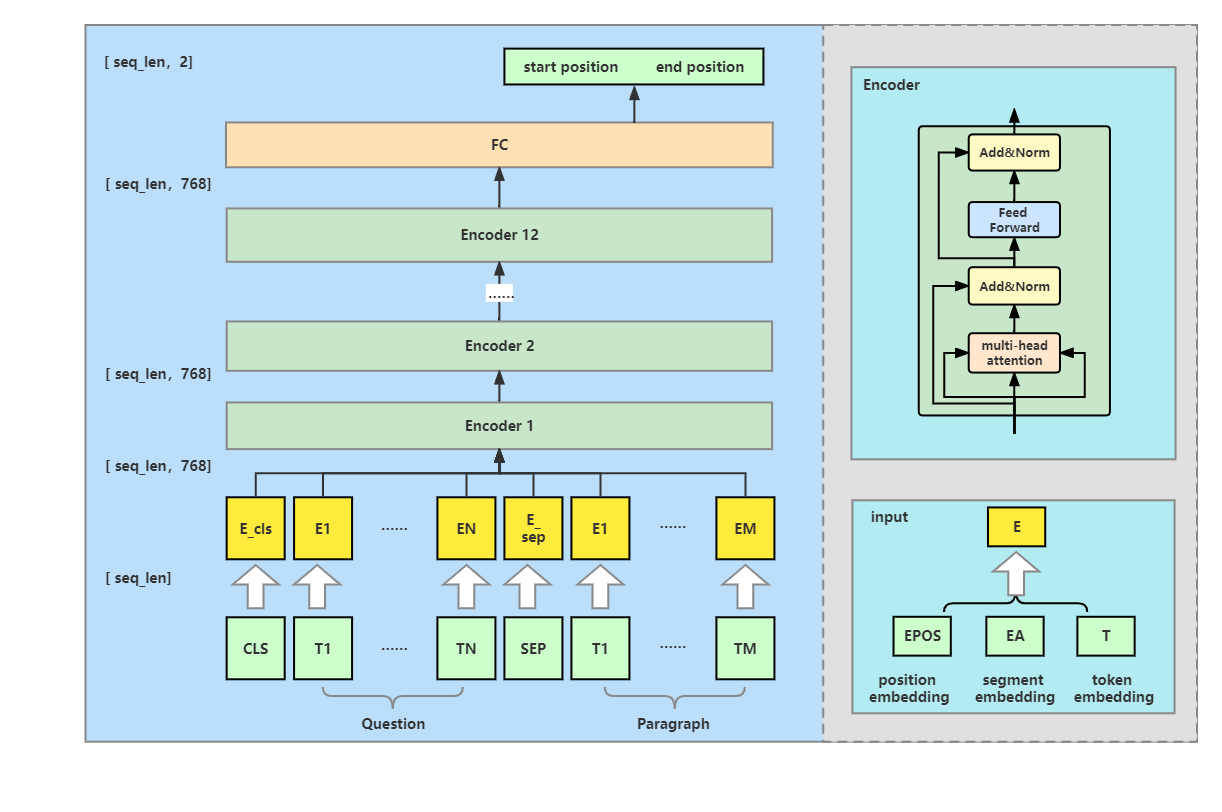 [ seq_len, 2]
start position end position
FC
[ seq_len, 768]
Encoder 12
......
Encoder 2
[ seq_len, 768]
Encoder 1
[ seq_len, 768]
E_cls E1 ...... EN E_ sep E1 ...... EM
[ seq_len]
CLS T1 ...... TN SEP T1 ...... TM
Question Paragraph
Encoder
Add&Norm
Feed
Forward
Add&Norm
multi-head
attention
input
E
EPOS EA T
position segment token
embedding embedding embedding